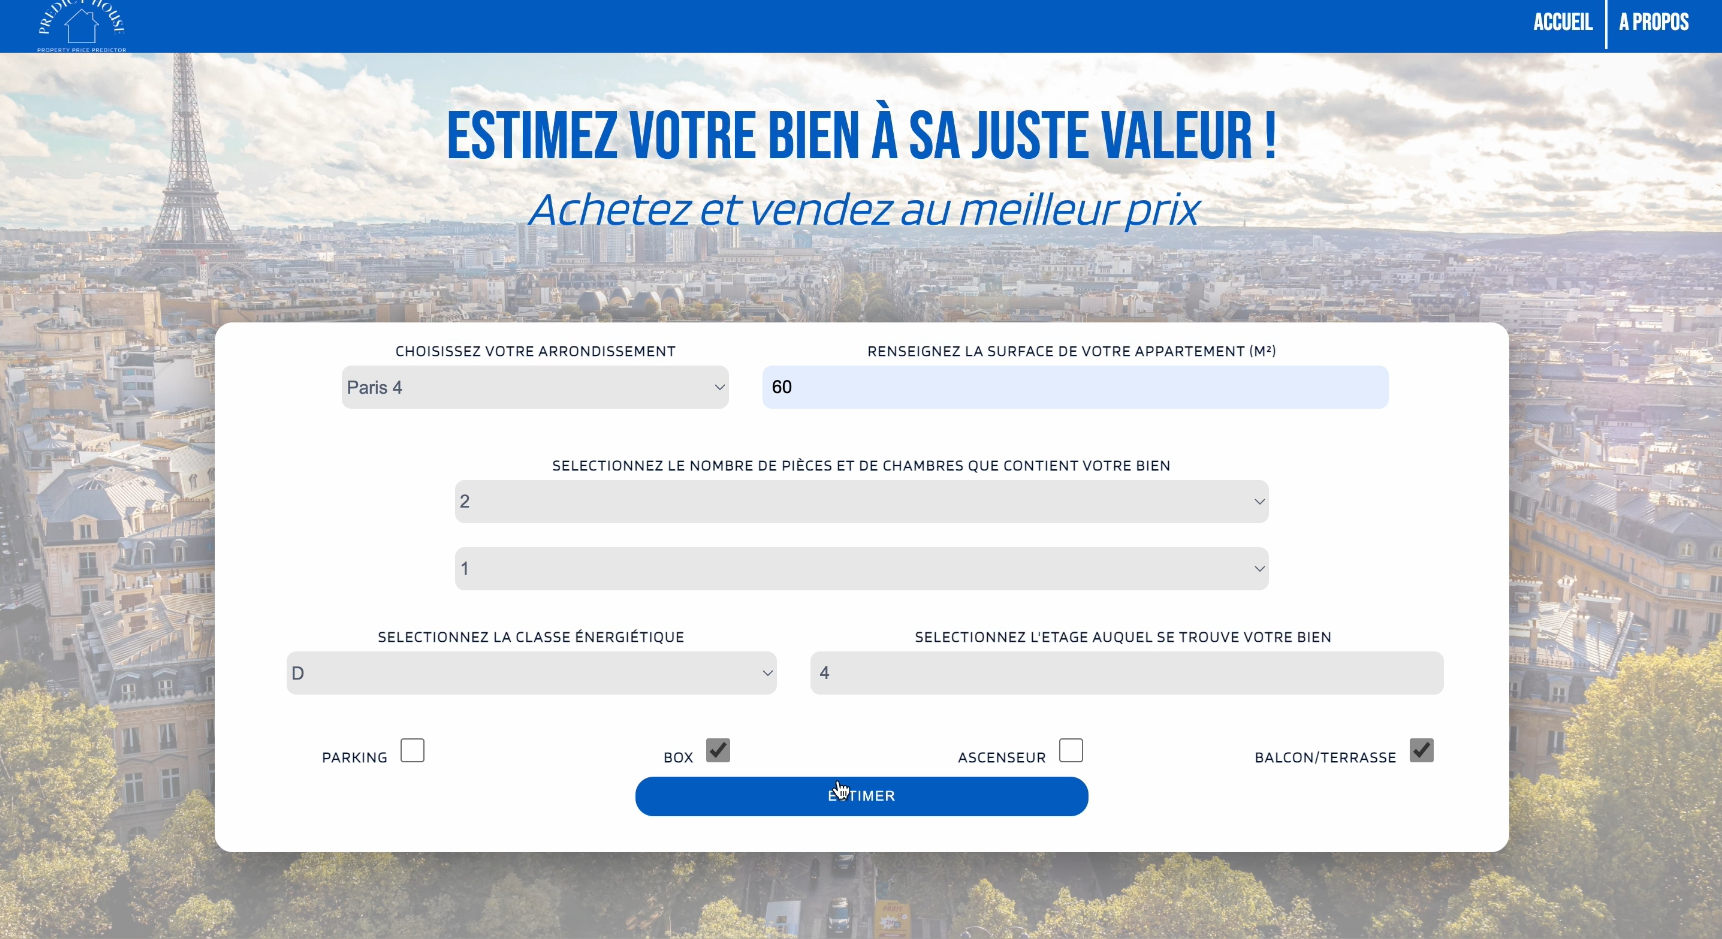 PREDICT HOUSE
PROPERTY PRICE PREDICTOR
ACCUEIL
A PROPOS
ESTIMEZ VOTRE BIEN À SA JUSTE VALEUR !
Achetez et vendez au meilleur prix
CHOISISSEZ VOTRE ARRONDISSEMENT
RENSEIGNEZ LA SURFACE DE VOTRE APPARTEMENT (M²)
Paris 4
60
SELECTIONNEZ LE NOMBRE DE PIÈCES ET DE CHAMBRES QUE CONTIENT VOTRE BIEN
2
1
SELECTIONNEZ LA CLASSE ÉNERGIÉTIQUE
SELECTIONNEZ L'ETAGE AUQUEL SE TROUVE VOTRE BIEN
D
4
PARKING
BOX
ASCENSEUR
BALCON/TERRASSE
ESTIMER